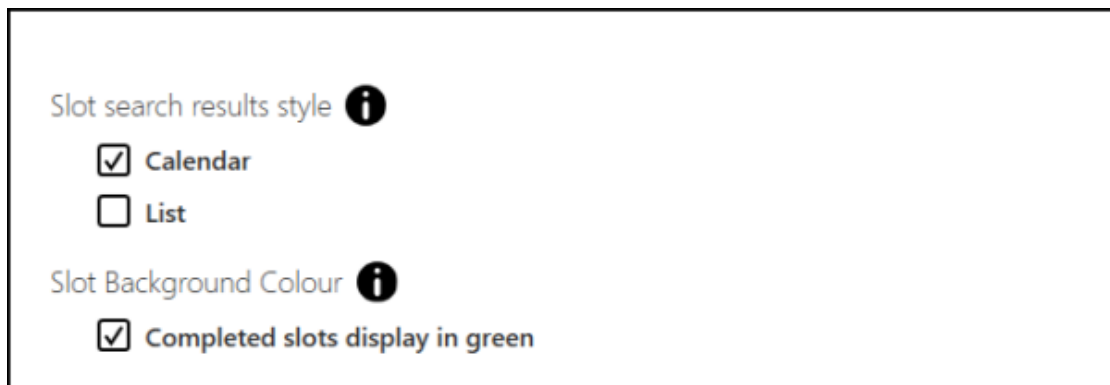 Slot search results style
Calendar
List
Slot Background Colour
Completed slots display in green